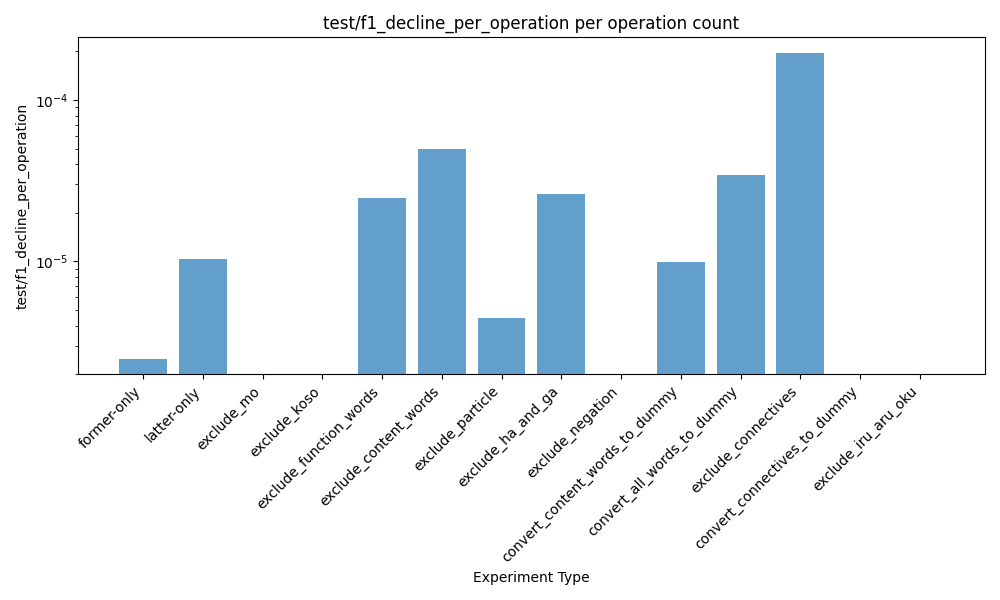 test/f1_decline_per_operation per operation count
test/f1_decline_per_operation
10⁻⁴
10⁻⁵
former-only
latter-only
exclude_mo
exclude_koso
exclude_function_words
exclude_content_words
exclude_particle
exclude_ha_and_ga
exclude_negation
convert_content_words_to_dummy
convert_all_words_to_dummy
exclude_connectives
convert_connectives_to_dummy
exclude_iru_aru_oku
Experiment Type